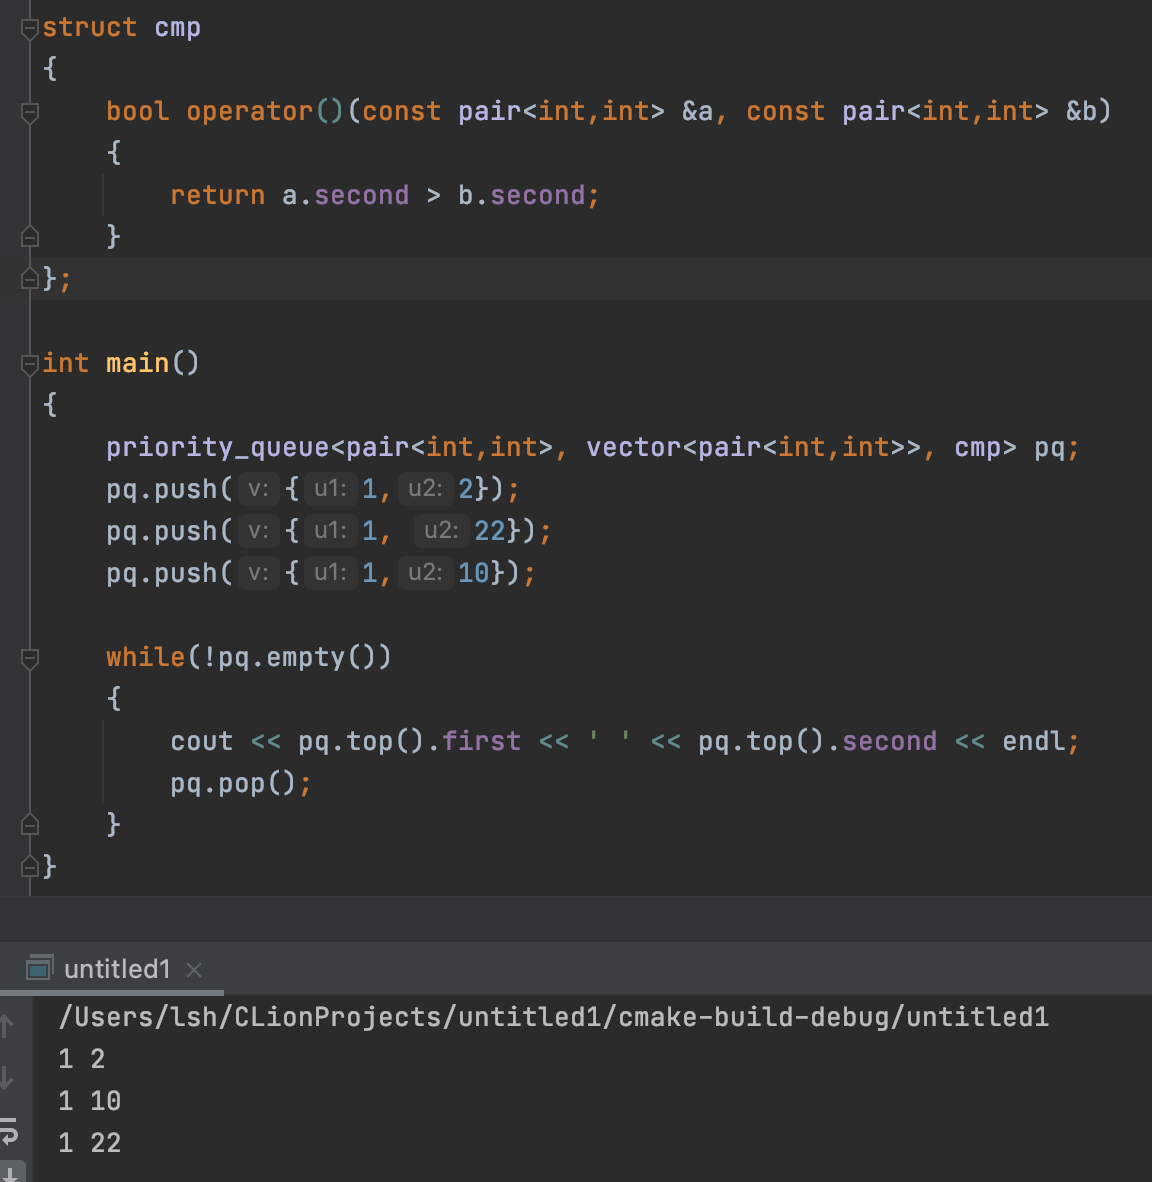 struct cmp
{
    bool operator()(const pair<int,int> &a, const pair<int,int> &b)
    {
        return a.second > b.second;
    }
};
int main()
{
    priority_queue<pair<int,int>, vector<pair<int,int>>, cmp> pq;
    pq.push( v: { u1: 1, u2: 2});
    pq.push( v: { u1: 1, u2: 22});
    pq.push( v: { u1: 1, u2: 10});
    while(!pq.empty())
    {
        cout << pq.top().first << ' ' << pq.top().second << endl;
        pq.pop();
    }
}
untitled1
/Users/lsh/CLionProjects/untitled1/cmake-build-debug/untitled1
1 2
1 10
1 22